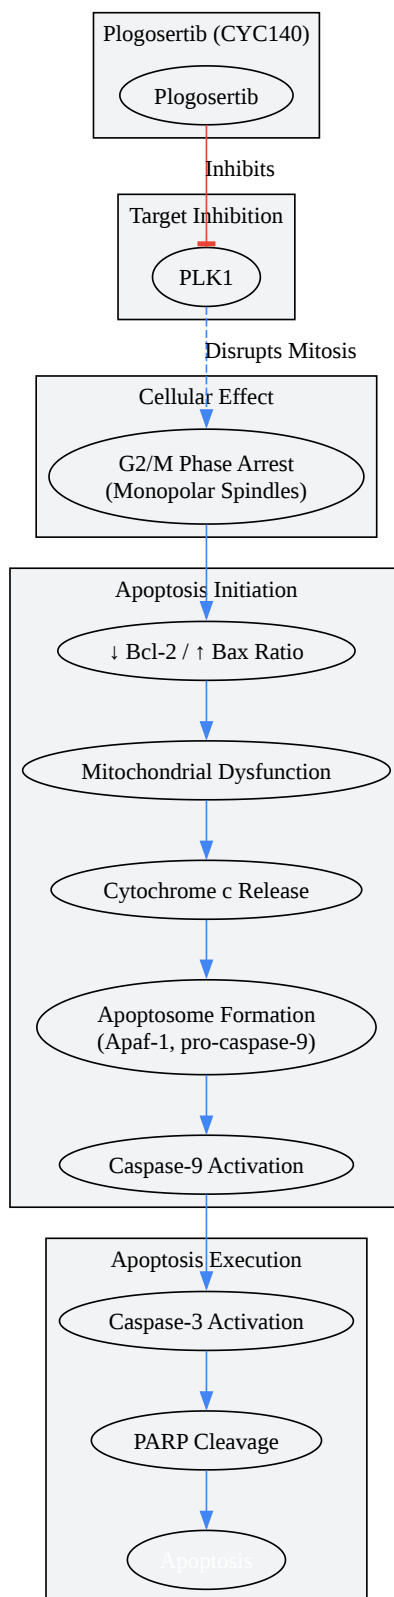 Plogosertib (CYC140)
Plogosertib
Inhibits
Target Inhibition
PLK1
Disrupts Mitosis
Cellular Effect
G2/M Phase Arrest
(Monopolar Spindles)
Apoptosis Initiation
↓ Bcl-2 / ↑ Bax Ratio
Mitochondrial Dysfunction
Cytochrome c Release
Apoptosome Formation
(Apaf-1, pro-caspase-9)
Caspase-9 Activation
Apoptosis Execution
Caspase-3 Activation
PARP Cleavage
Apoptosis